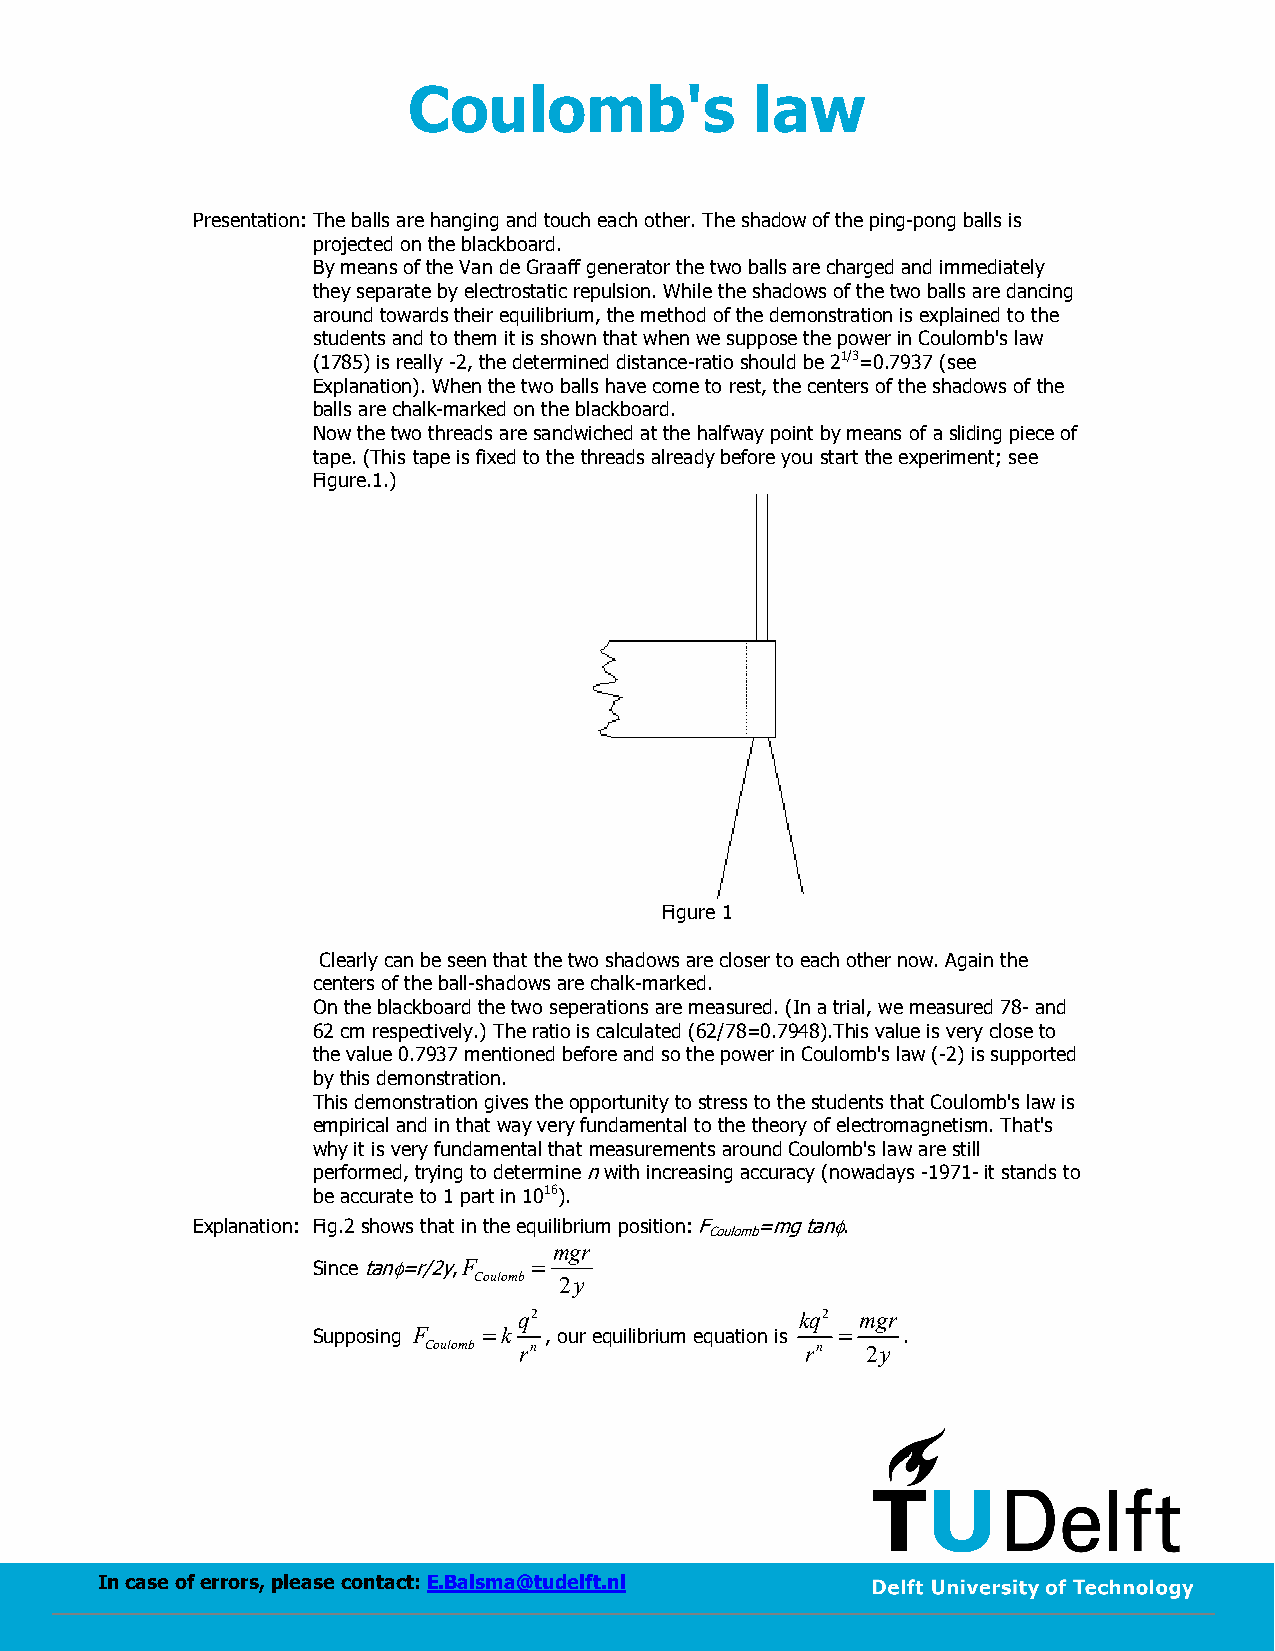 Coulomb's law
Presentation: The balls are hanging and touch each other. The shadow of the ping-pong balls is
projected on the blackboard.
By means of the Van de Graaff generator the two balls are charged and immediately
they separate by electrostatic repulsion. While the shadows of the two balls are dancing
around towards their equilibrium, the method of the demonstration is explained to the
students and to them it is shown that when we suppose the power in Coulomb's law
(1785) is really -2, the determined distance-ratio should be 2^1/3=0.7937 (see
Explanation). When the two balls have come to rest, the centers of the shadows of the
balls are chalk-marked on the blackboard.
Now the two threads are sandwiched at the halfway point by means of a sliding piece of
tape. (This tape is fixed to the threads already before you start the experiment; see
Figure.1.)
Figure 1
Clearly can be seen that the two shadows are closer to each other now. Again the
centers of the ball-shadows are chalk-marked.
On the blackboard the two seperations are measured. (In a trial, we measured 78- and
62 cm respectively.) The ratio is calculated (62/78=0.7948).This value is very close to
the value 0.7937 mentioned before and so the power in Coulomb's law (-2) is supported
by this demonstration.
This demonstration gives the opportunity to stress to the students that Coulomb's law is
empirical and in that way very fundamental to the theory of electromagnetism. That's
why it is very fundamental that measurements around Coulomb's law are still
performed, trying to determine n with increasing accuracy (nowadays -1971- it stands to
be accurate to 1 part in 10^16).
Explanation: Fig.2 shows that in the equilibrium position: F_Coulomb=mg tanϕ.
Since tanϕ=r/2y, F_Coulomb = mgr/2y
Supposing F_Coulomb = k q^2/r^n, our equilibrium equation is kq^2/r^n = mgr/2y.
TUDelft
In case of errors, please contact: E.Balsma@tudelft.nl
Delft University of Technology